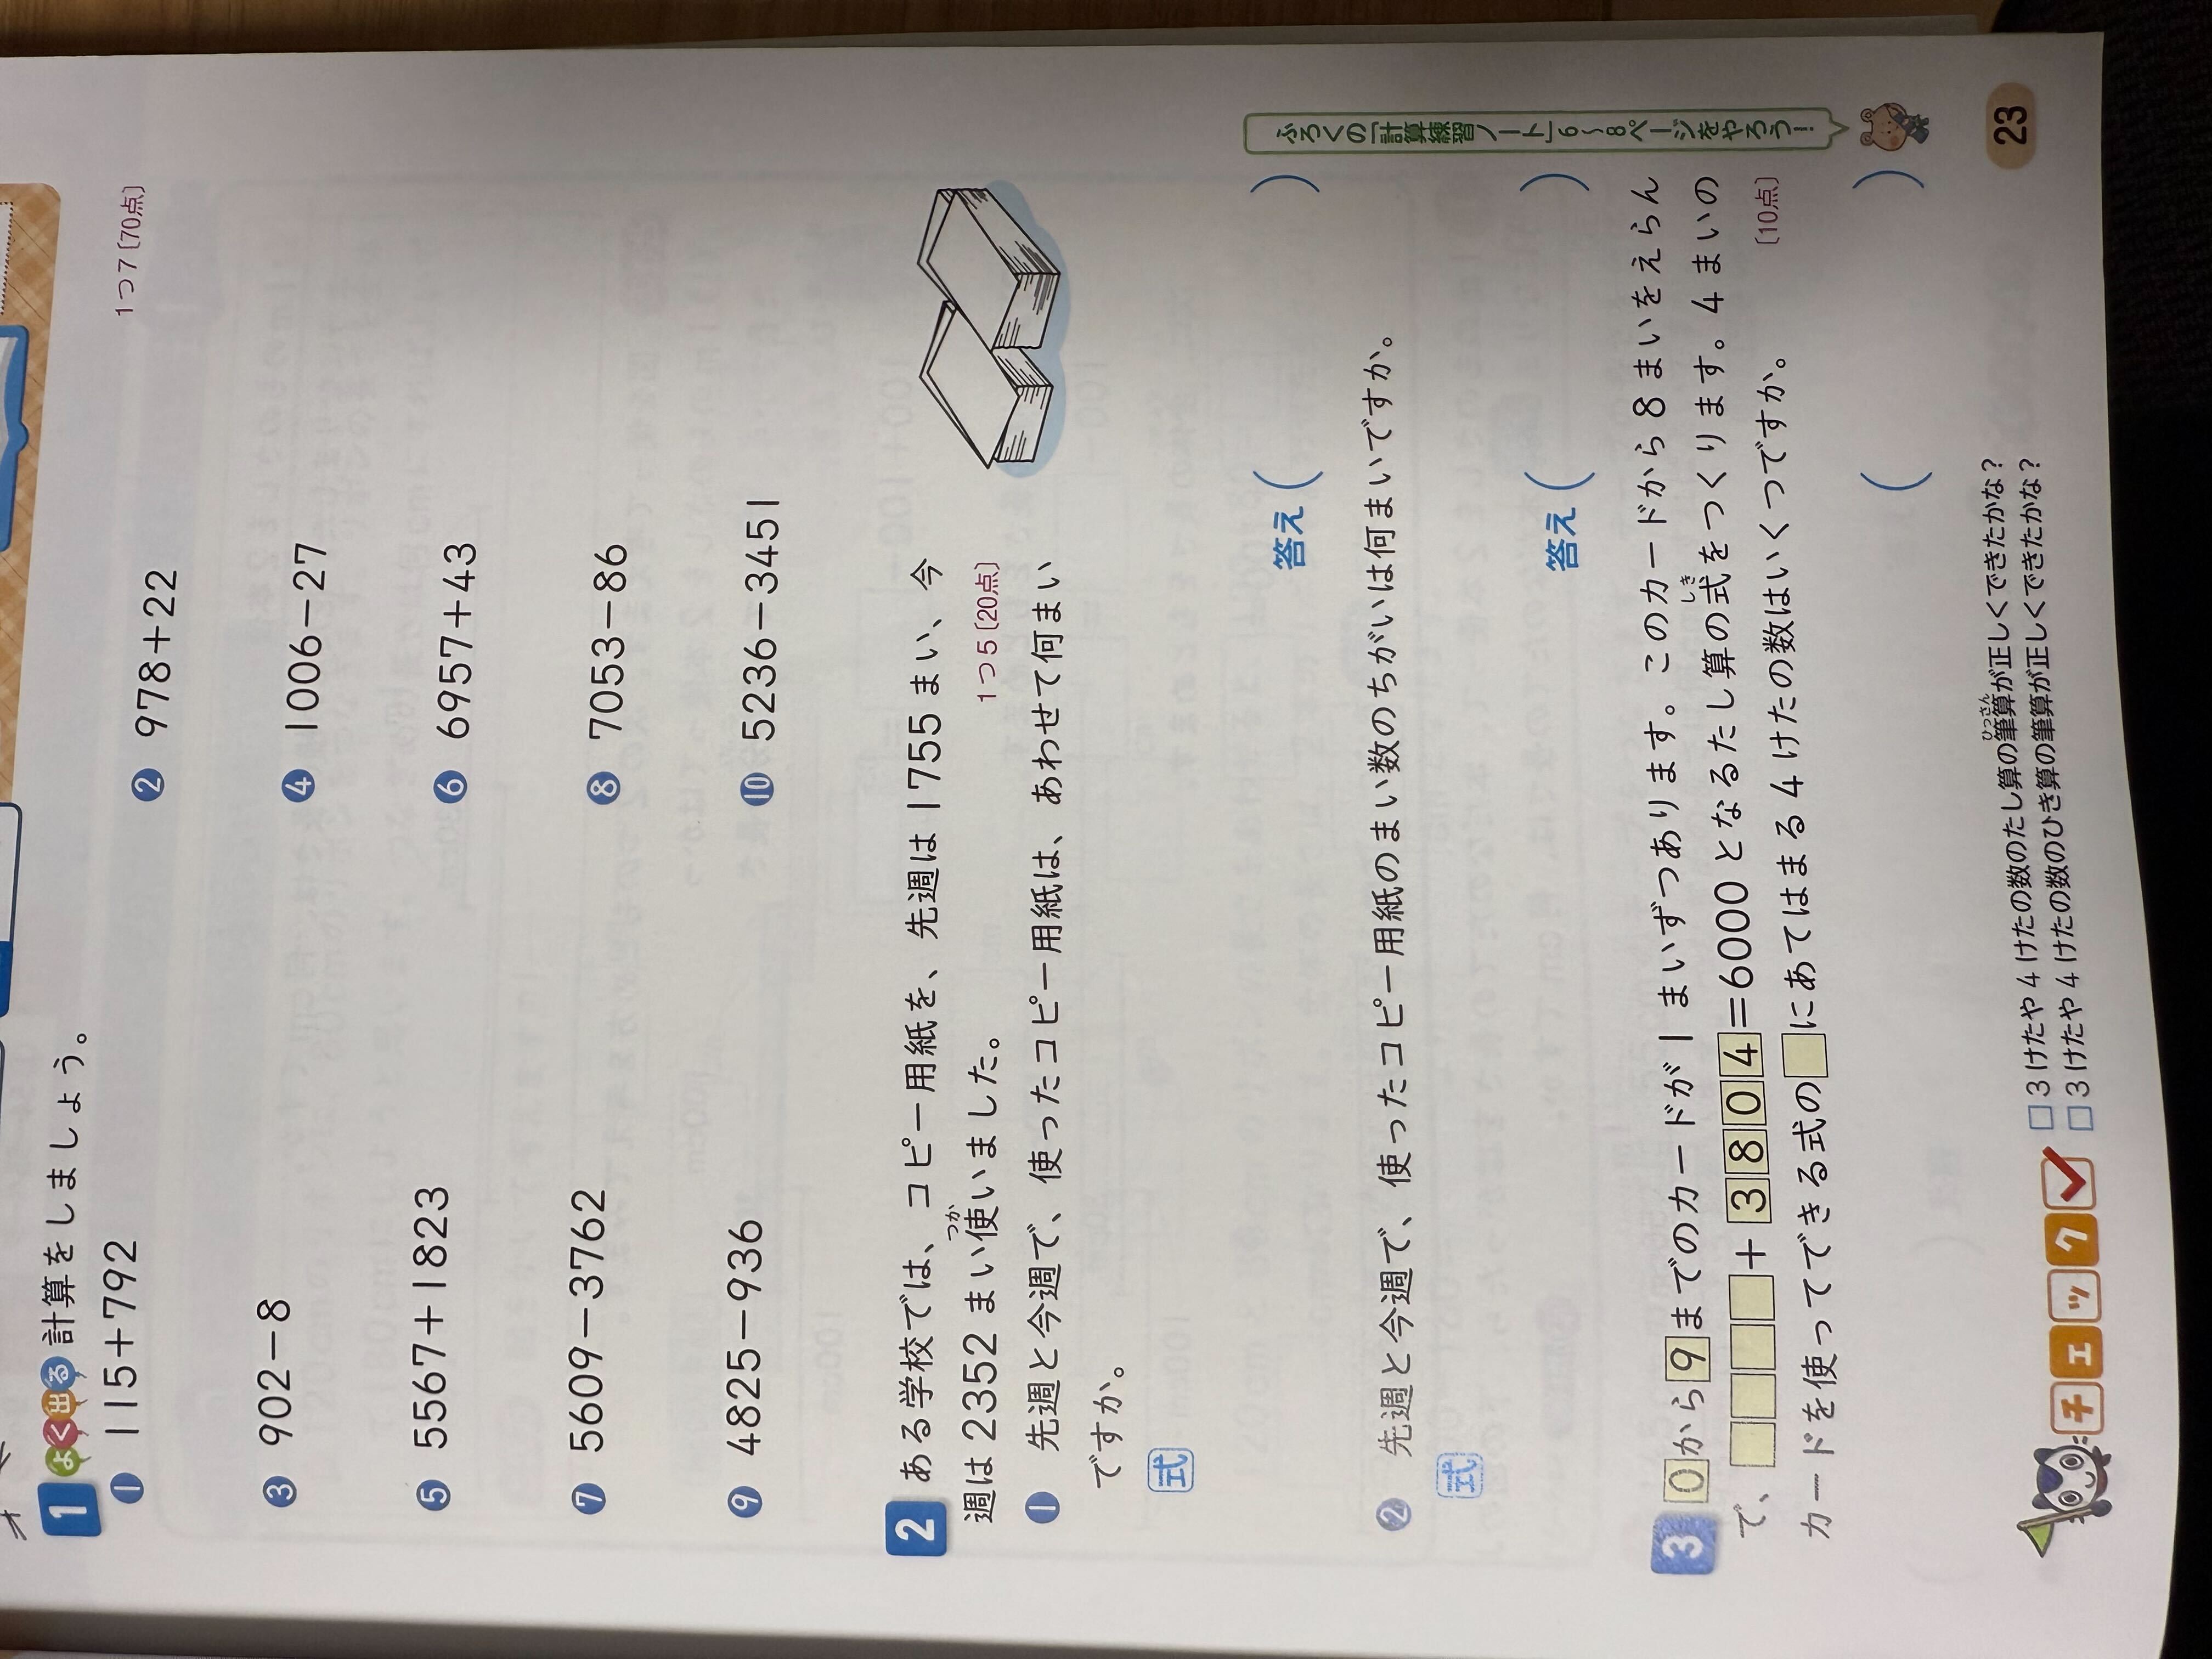 1 よく出る 計算をしましょう。
1つ7〔70点〕
❶ 115+792
❷ 978+22
❸ 902−8
❹ 1006−27
❺ 5567+1823
❻ 6957+43
❼ 5609−3762
❽ 7053−86
❾ 4825−936
❿ 5236−3451
2 ある学校では、コピー用紙を、先週は1755まい、今
週は2352まい使いました。
つか
1つ5〔20点〕
❶ 先週と今週で、使ったコピー用紙は、あわせて何まい
ですか。
式
答え( )
❷ 先週と今週で、使ったコピー用紙のまい数のちがいは何まいですか。
式
答え( )
3 0から9までのカードが1まいずつあります。このカードから8まいをえらん
で、□□□□+3804=6000となるたし算の式をつくります。4まいの
しき
カードを使ってできる式の□にあてはまる4けたの数はいくつですか。
〔10点〕
( )
ふろくの「計算練習ノート」6〜8ページをやろう!
チェック✓
□3けたや4けたの数のたし算の筆算が正しくできたかな?
ひっさん
□3けたや4けたの数のひき算の筆算が正しくできたかな?
23